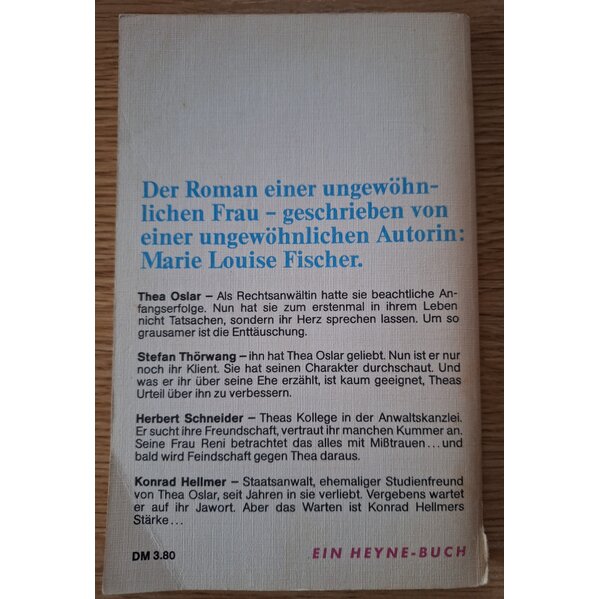 Der Roman einer ungewöhn-
lichen Frau – geschrieben von
einer ungewöhnlichen Autorin:
Marie Louise Fischer.
Thea Oslar – Als Rechtsanwältin hatte sie beachtliche An-
fangserfolge. Nun hat sie zum erstenmal in ihrem Leben
nicht Tatsachen, sondern ihr Herz sprechen lassen. Um so
grausamer ist die Enttäuschung.
Stefan Thörwang – ihn hat Thea Oslar geliebt. Nun ist er nur
noch ihr Klient. Sie hat seinen Charakter durchschaut. Und
was er ihr über seine Ehe erzählt, ist kaum geeignet, Theas
Urteil über ihn zu verbessern.
Herbert Schneider – Theas Kollege in der Anwaltskanzlei.
Er sucht ihre Freundschaft, vertraut ihr manchen Kummer an.
Seine Frau Reni betrachtet das alles mit Mißtrauen... und
bald wird Feindschaft gegen Thea daraus.
Konrad Hellmer – Staatsanwalt, ehemaliger Studienfreund
von Thea Oslar, seit Jahren in sie verliebt. Vergebens wartet
er auf ihr Jawort. Aber das Warten ist Konrad Hellmers
Stärke...
DM 3.80
EIN HEYNE-BUCH